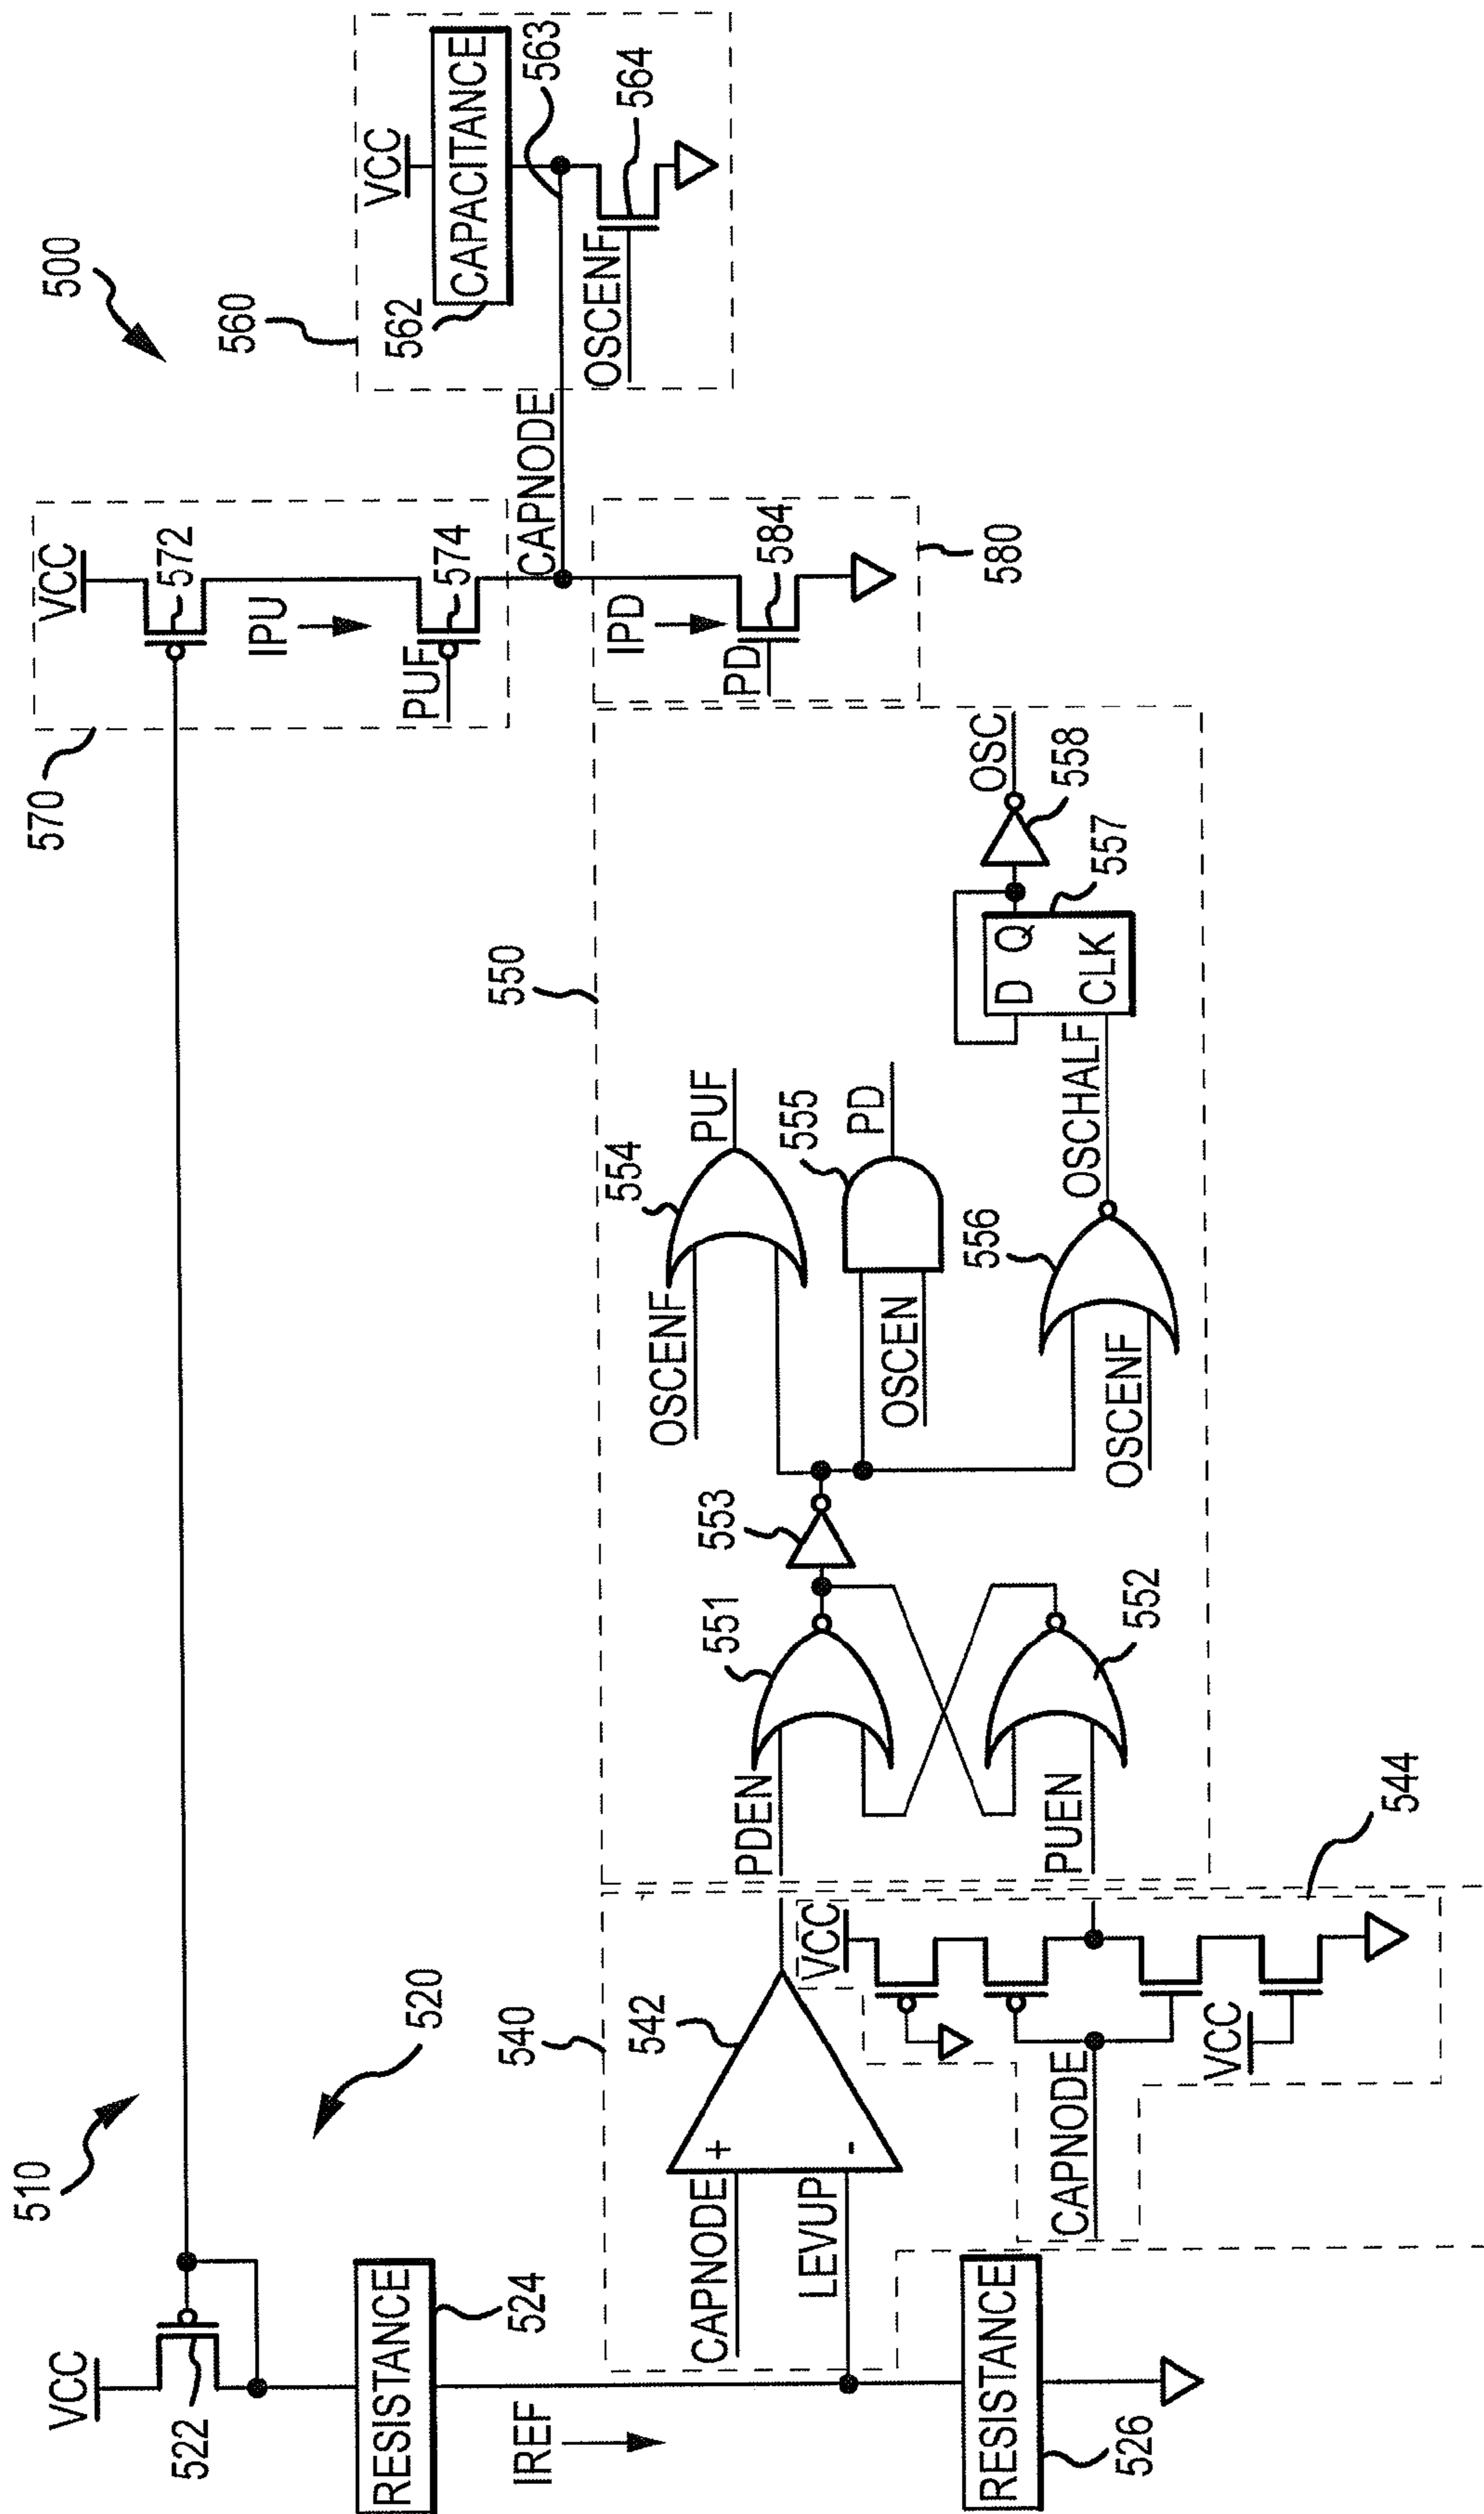 500
510
520
VCC
522
RESISTANCE
524
IREF
RESISTANCE
526
540
542
CAPNODE
+
LEVUP
-
VCC
CAPNODE
VCC
544
550
PDEN
551
PUEN
552
553
OSCENF
554
PUF
555
OSCEN
PD
556
OSCENF
OSCHALF
D Q
CLK
557
558
OSC
570
VCC
572
IPU
574
PUF
CAPNODE
IPD
PD
584
580
560
VCC
CAPACITANCE
562
563
OSCENF
564